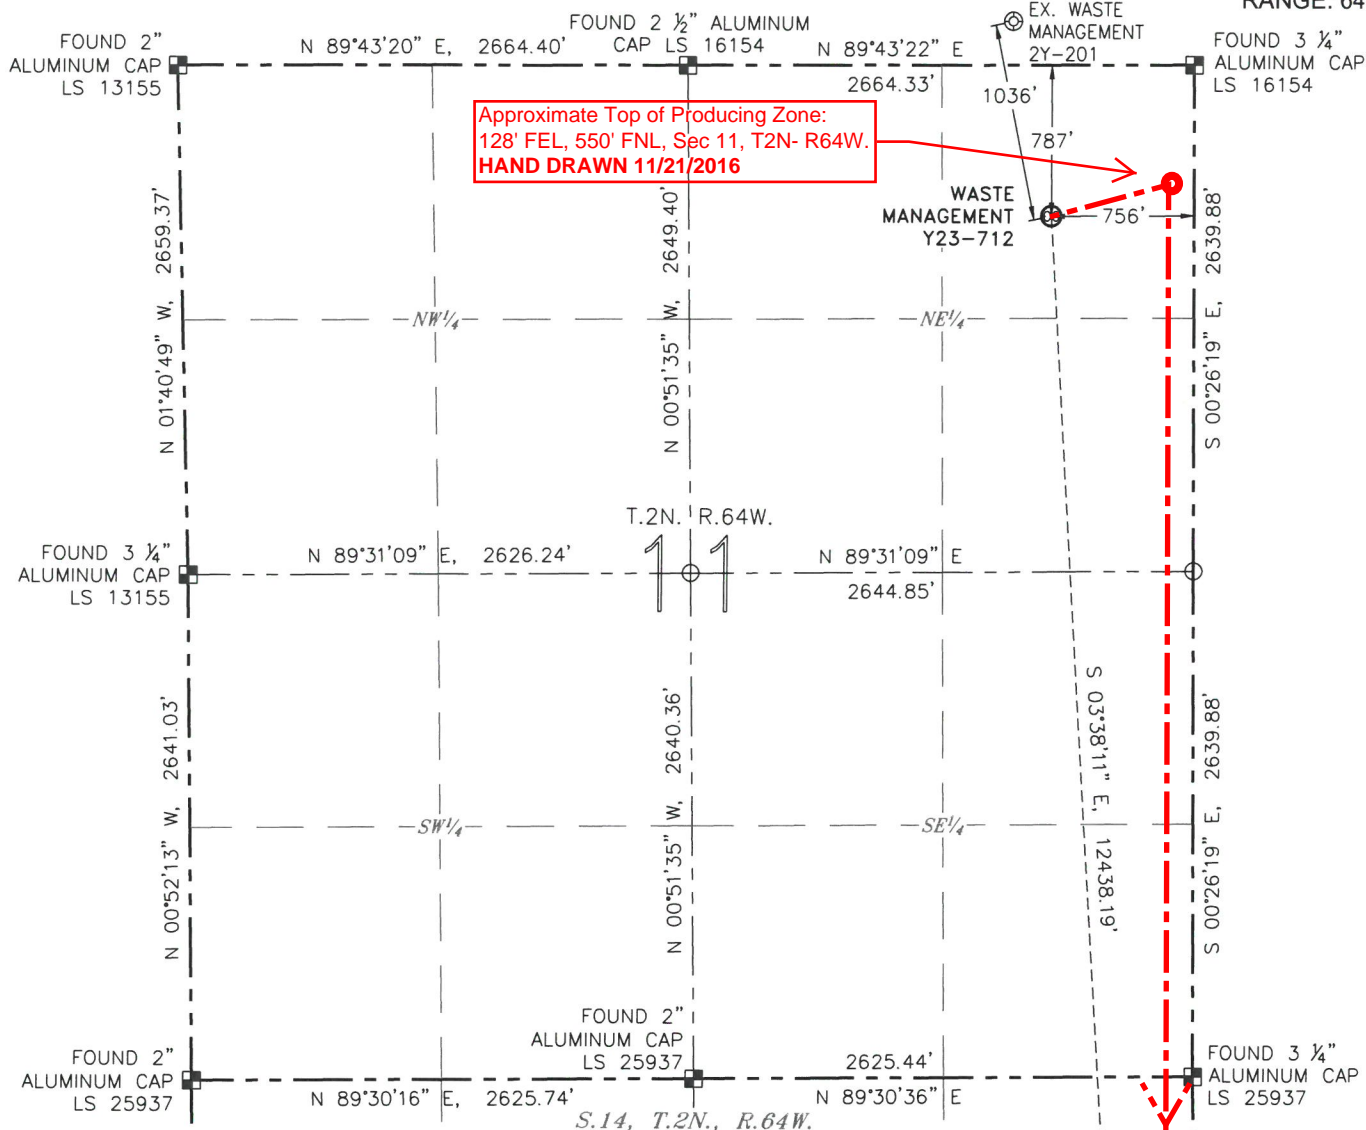 RANGE: 64
EX. WASTE
MANAGEMENT
2Y-201
FOUND 2"
ALUMINUM CAP
LS 13155
N 89°43'20" E, 2664.40'
FOUND 2 ½" ALUMINUM
CAP LS 16154
N 89°43'22" E
2664.33'
FOUND 3 ¼"
ALUMINUM CAP
LS 16154
1036'
787'
Approximate Top of Producing Zone:
128' FEL, 550' FNL, Sec 11, T2N- R64W.
HAND DRAWN 11/21/2016
WASTE
MANAGEMENT
Y23-712
756'
N 01°40'49" W, 2659.37'
N 00°51'35" W, 2649.40'
S 00°26'19" E, 2639.88'
NW¼
NE¼
T.2N. R.64W.
11
FOUND 3 ¼"
ALUMINUM CAP
LS 13155
N 89°31'09" E, 2626.24'
N 89°31'09" E
2644.85'
N 00°52'13" W, 2641.03'
N 00°51'35" W, 2640.36'
S 03°38'11" E, 12438.19'
S 00°26'19" E, 2639.88'
SW¼
SE¼
FOUND 2"
ALUMINUM CAP
LS 25937
FOUND 2"
ALUMINUM CAP
LS 25937
2625.44'
FOUND 3 ¼"
ALUMINUM CAP
LS 25937
N 89°30'16" E, 2625.74'
N 89°30'36" E
S.14, T.2N., R.64W.